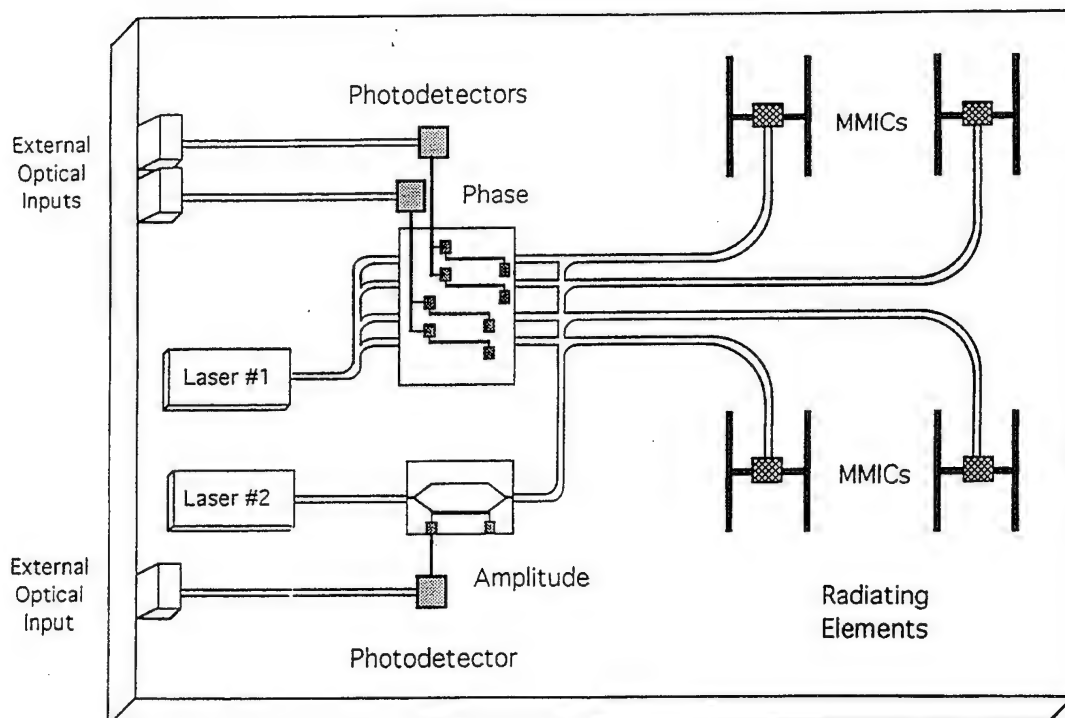 Photodetectors
MMICs
External
Optical
Inputs
Phase
Laser #1
Laser #2
MMICs
External
Optical
Input
Amplitude
Radiating
Elements
Photodetector